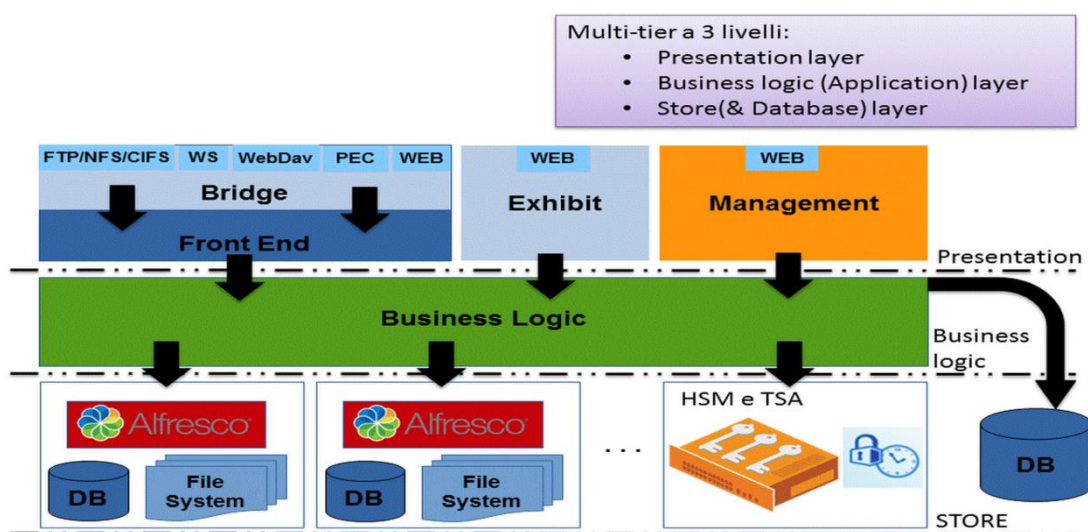 Multi-tier a 3 livelli:
• Presentation layer
• Business logic (Application) layer
• Store(& Database) layer
FTP/NFS/CIFS WS WebDav PEC WEB
Bridge
Front End
WEB
Exhibit
WEB
Management
Presentation
Business Logic
Business
logic
Alfresco
DB
File
System
Alfresco
DB
File
System
...
HSM e TSA
DB
STORE